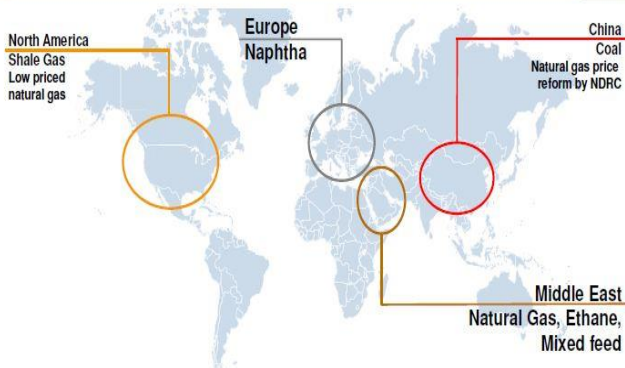 North America
Shale Gas
Low priced
natural gas
Europe
Naphtha
China
Coal
Natural gas price
reform by NDRC
Middle East
Natural Gas, Ethane,
Mixed feed